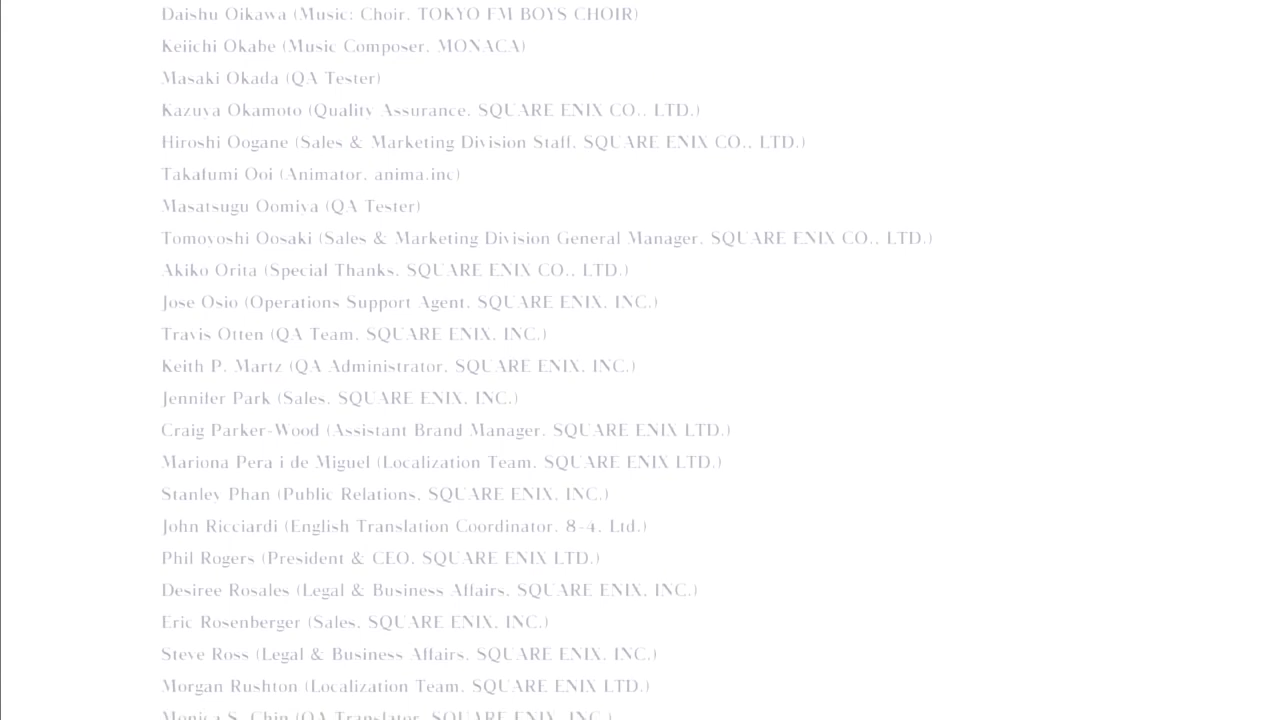 Daishu Oikawa (Music: Choir, TOKYO FM BOYS CHOIR)
Keiichi Okabe (Music Composer, MONACA)
Masaki Okada (QA Tester)
Kazuya Okamoto (Quality Assurance, SQUARE ENIX CO., LTD.)
Hiroshi Oogane (Sales & Marketing Division Staff, SQUARE ENIX CO., LTD.)
Takafumi Ooi (Animator, anima.inc)
Masatsugu Oomiya (QA Tester)
Tomoyoshi Oosaki (Sales & Marketing Division General Manager, SQUARE ENIX CO., LTD.)
Akiko Orita (Special Thanks, SQUARE ENIX CO., LTD.)
Jose Osio (Operations Support Agent, SQUARE ENIX, INC.)
Travis Otten (QA Team, SQUARE ENIX, INC.)
Keith P. Martz (QA Administrator, SQUARE ENIX, INC.)
Jennifer Park (Sales, SQUARE ENIX, INC.)
Craig Parker-Wood (Assistant Brand Manager, SQUARE ENIX LTD.)
Mariona Pera i de Miguel (Localization Team, SQUARE ENIX LTD.)
Stanley Phan (Public Relations, SQUARE ENIX, INC.)
John Ricciardi (English Translation Coordinator, 8-4, Ltd.)
Phil Rogers (President & CEO, SQUARE ENIX LTD.)
Desiree Rosales (Legal & Business Affairs, SQUARE ENIX, INC.)
Eric Rosenberger (Sales, SQUARE ENIX, INC.)
Steve Ross (Legal & Business Affairs, SQUARE ENIX, INC.)
Morgan Rushton (Localization Team, SQUARE ENIX LTD.)
Monica S. Chin (QA Translator, SQUARE ENIX, INC.)